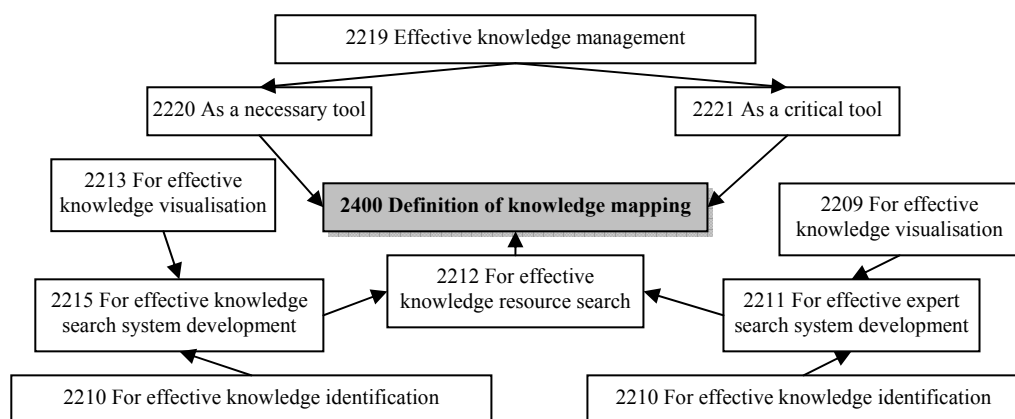 2219 Effective knowledge management
2220 As a necessary tool
2221 As a critical tool
2213 For effective
knowledge visualisation
2400 Definition of knowledge mapping
2209 For effective
knowledge visualisation
2212 For effective
knowledge resource search
2215 For effective knowledge
search system development
2211 For effective expert
search system development
2210 For effective knowledge identification
2210 For effective knowledge identification